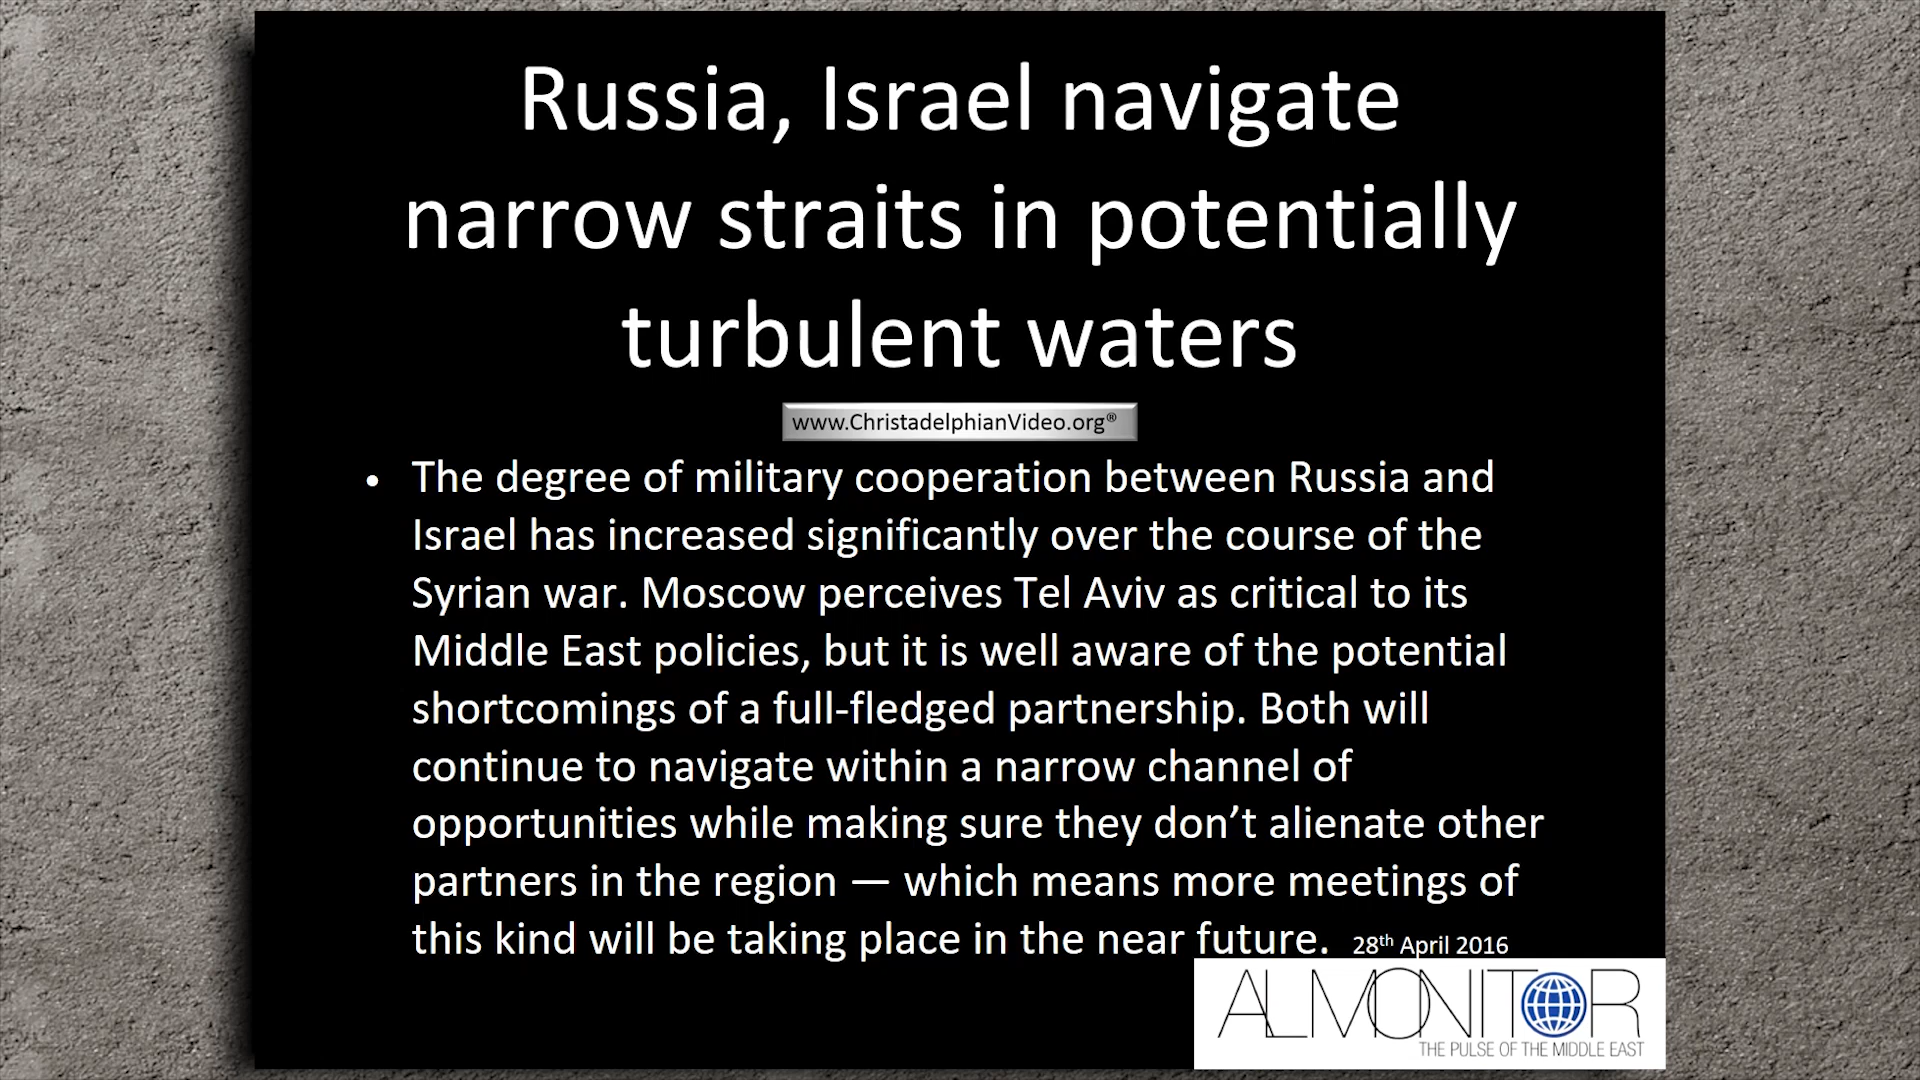 Russia, Israel navigate
narrow straits in potentially
turbulent waters
www.ChristadelphianVideo.org®
• The degree of military cooperation between Russia and
Israel has increased significantly over the course of the
Syrian war. Moscow perceives Tel Aviv as critical to its
Middle East policies, but it is well aware of the potential
shortcomings of a full-fledged partnership. Both will
continue to navigate within a narrow channel of
opportunities while making sure they don’t alienate other
partners in the region — which means more meetings of
this kind will be taking place in the near future. 28th April 2016
ALMONITOR
THE PULSE OF THE MIDDLE EAST